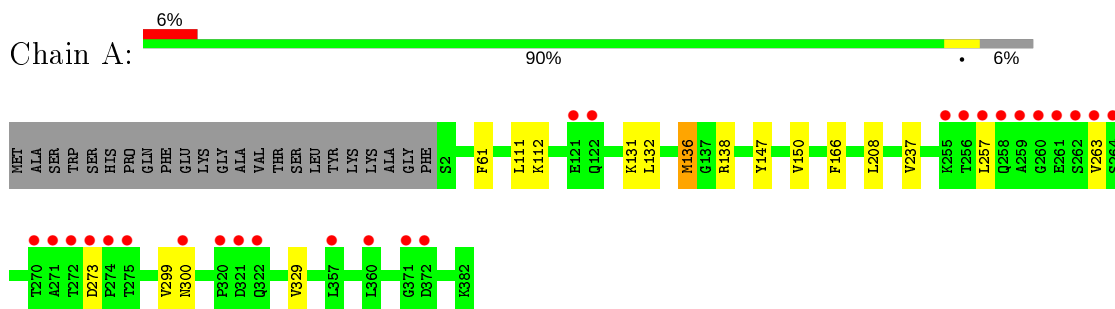 6%
Chain A:
90% • 6%
MET ALA SER TRP SER HIS PRO GLN PHE GLU LYS GLY ALA VAL THR SER LEU TYR LYS LYS ALA GLY PHE S2 F61 L111 K112 E121 Q122 K131 L132 M136 G137 R138 Y147 V150 F166 L208 V237 K255 T256 L257 Q258 A259 G260 E261 S262 V263 S264
T270 A271 T272 D273 P274 T275 V299 N300 P320 D321 Q322 V329 L357 L360 G371 D372 K382